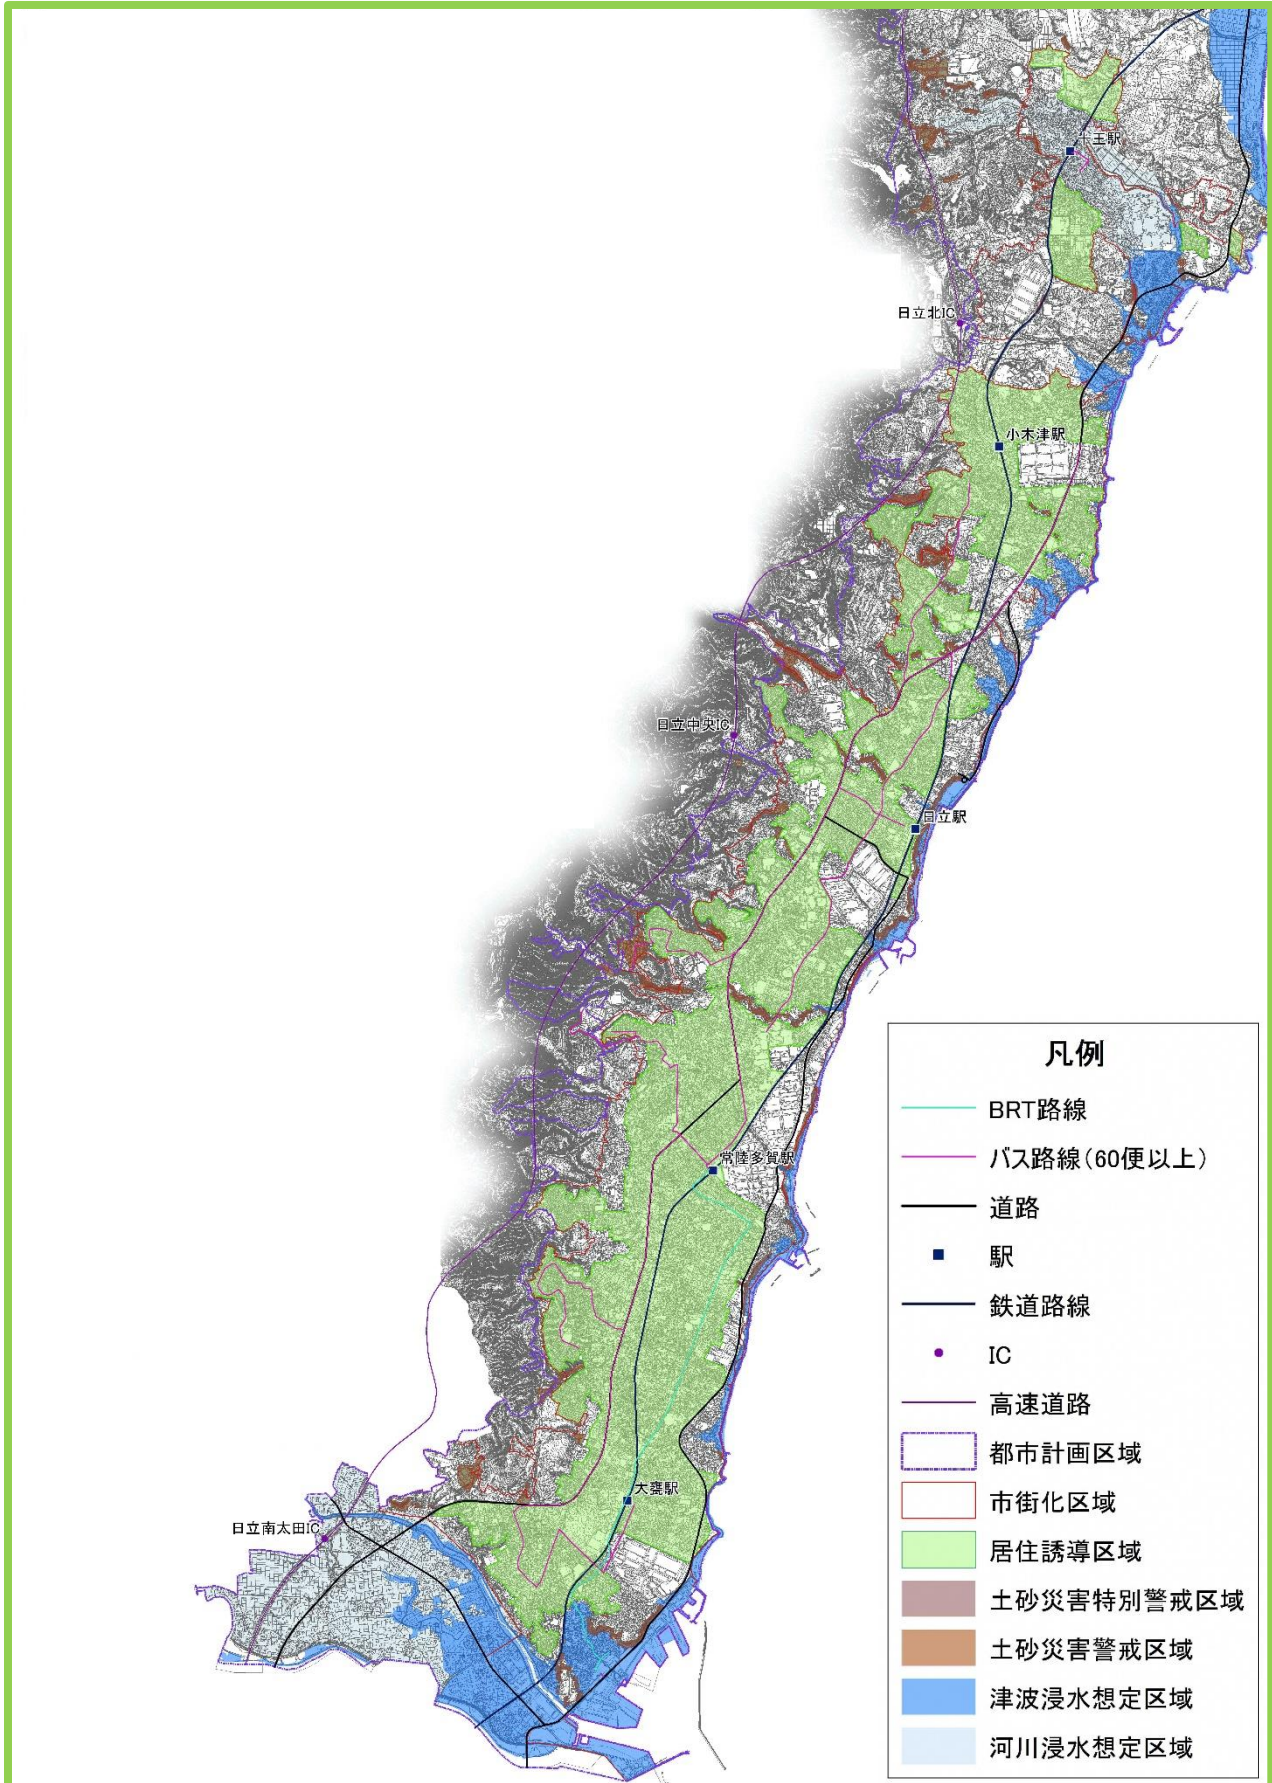 十王駅
日立北IC
小木津駅
日立中央IC
日立駅
常陸多賀駅
大甕駅
日立南太田IC
凡例
BRT路線
バス路線(60便以上)
道路
駅
鉄道路線
IC
高速道路
都市計画区域
市街化区域
居住誘導区域
土砂災害特別警戒区域
土砂災害警戒区域
津波浸水想定区域
河川浸水想定区域